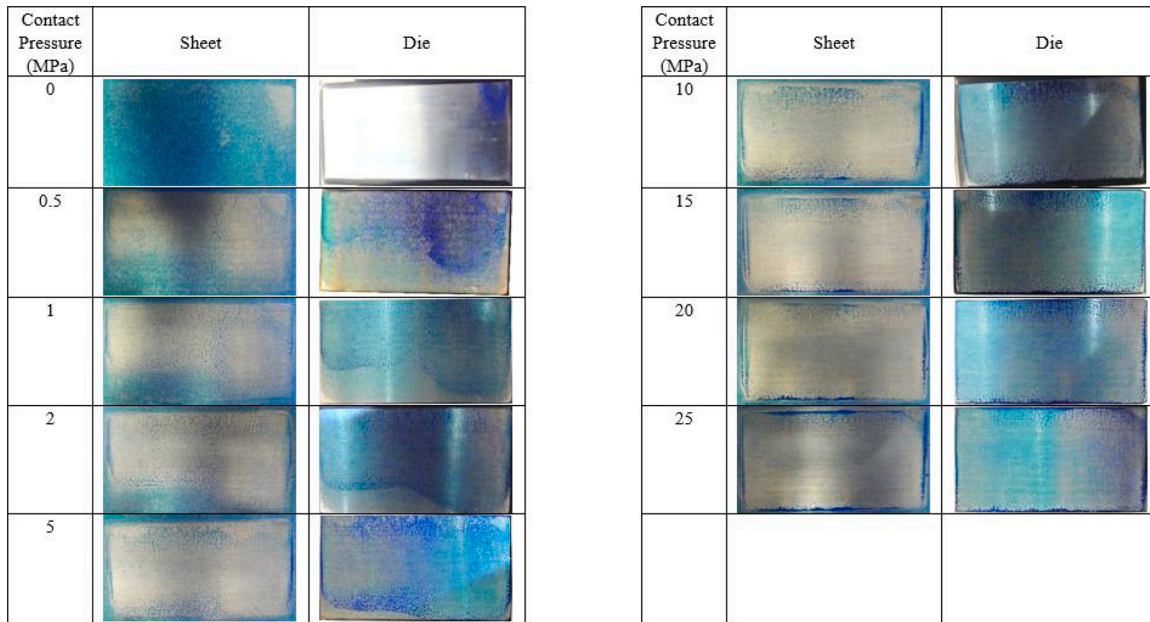 Contact
Pressure
(MPa)
Sheet
Die
0
0.5
1
2
5
Contact
Pressure
(MPa)
Sheet
Die
10
15
20
25